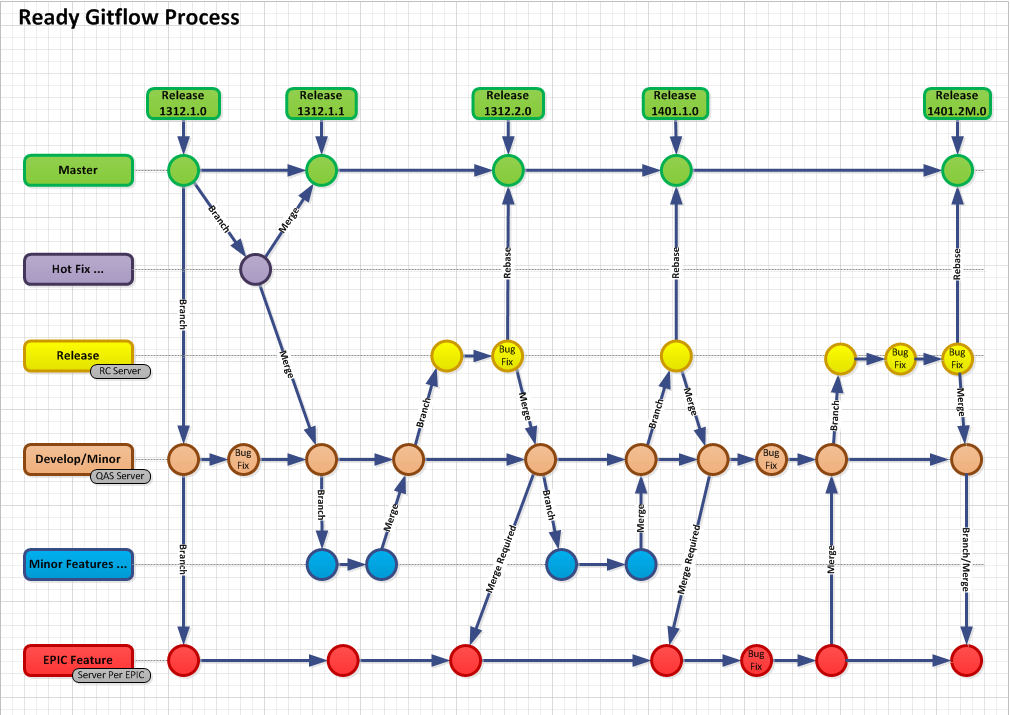 Ready Gitflow Process
Release
1312.1.0
Release
1312.1.1
Release
1312.2.0
Release
1401.1.0
Release
1401.2M.0
Master
Branch
Merge
Hot Fix ...
Branch
Merge
Rebase
Rebase
Rebase
Release
RC Server
Bug
Fix
Bug
Fix
Bug
Fix
Branch
Merge
Branch
Merge
Branch
Merge
Develop/Minor
QAS Server
Bug
Fix
Bug
Fix
Branch
Branch
Merge
Merge Required
Branch
Merge
Merge Required
Merge
Branch/Merge
Minor Features ...
EPIC Feature
Server Per EPIC
Bug
Fix